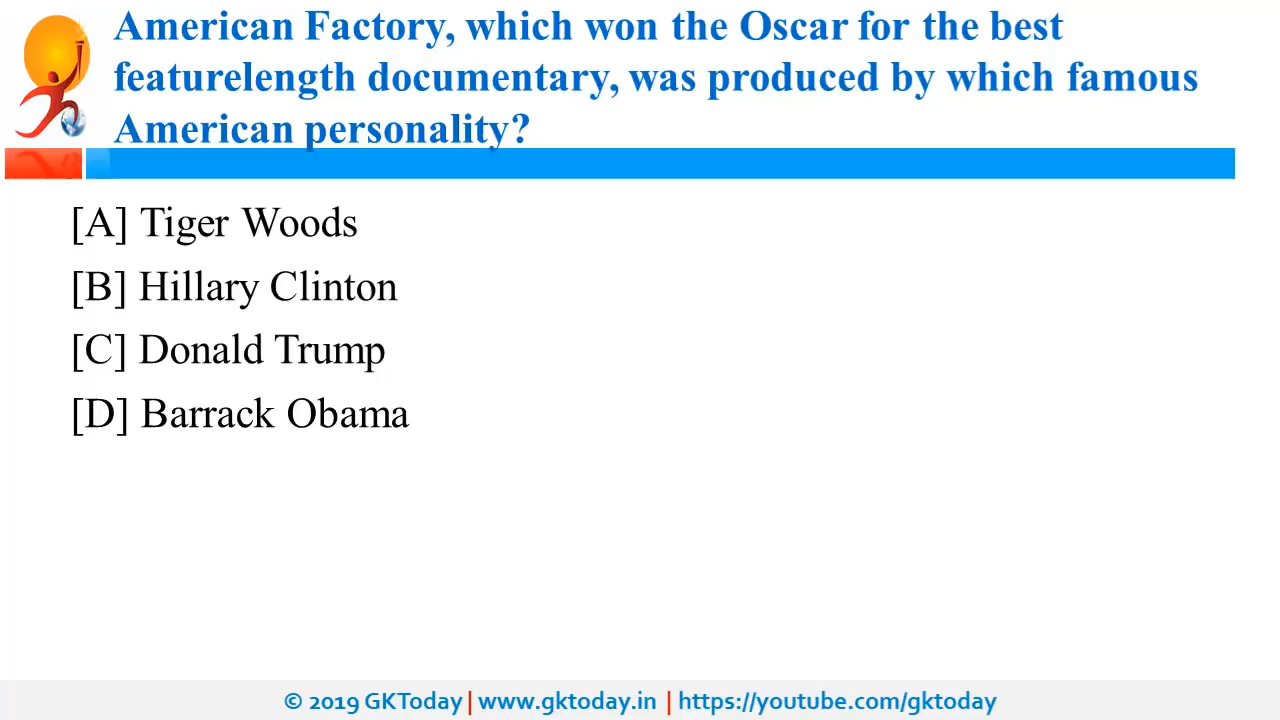 American Factory, which won the Oscar for the best
featurelength documentary, was produced by which famous
American personality?
[A] Tiger Woods
[B] Hillary Clinton
[C] Donald Trump
[D] Barrack Obama
© 2019 GKToday | www.gktoday.in | https://youtube.com/gktoday